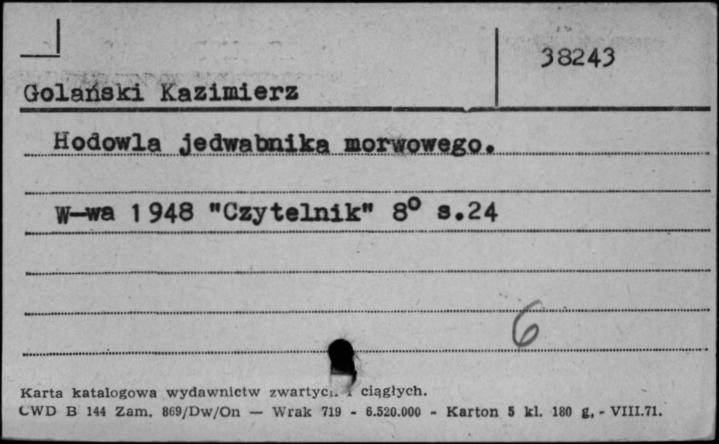 38243
Golański Kazimierz
Hodowla jedwabnika morwowego.
W-wa 1948 "Czytelnik" 8° s.24
6
Karta katalogowa wydawnictw zwartych i ciągłych.
CWD B 144 Zam. 869/Dw/On — Wrak 719 - 6.520.000 - Karton 5 kl. 180 g, - VIII.71.